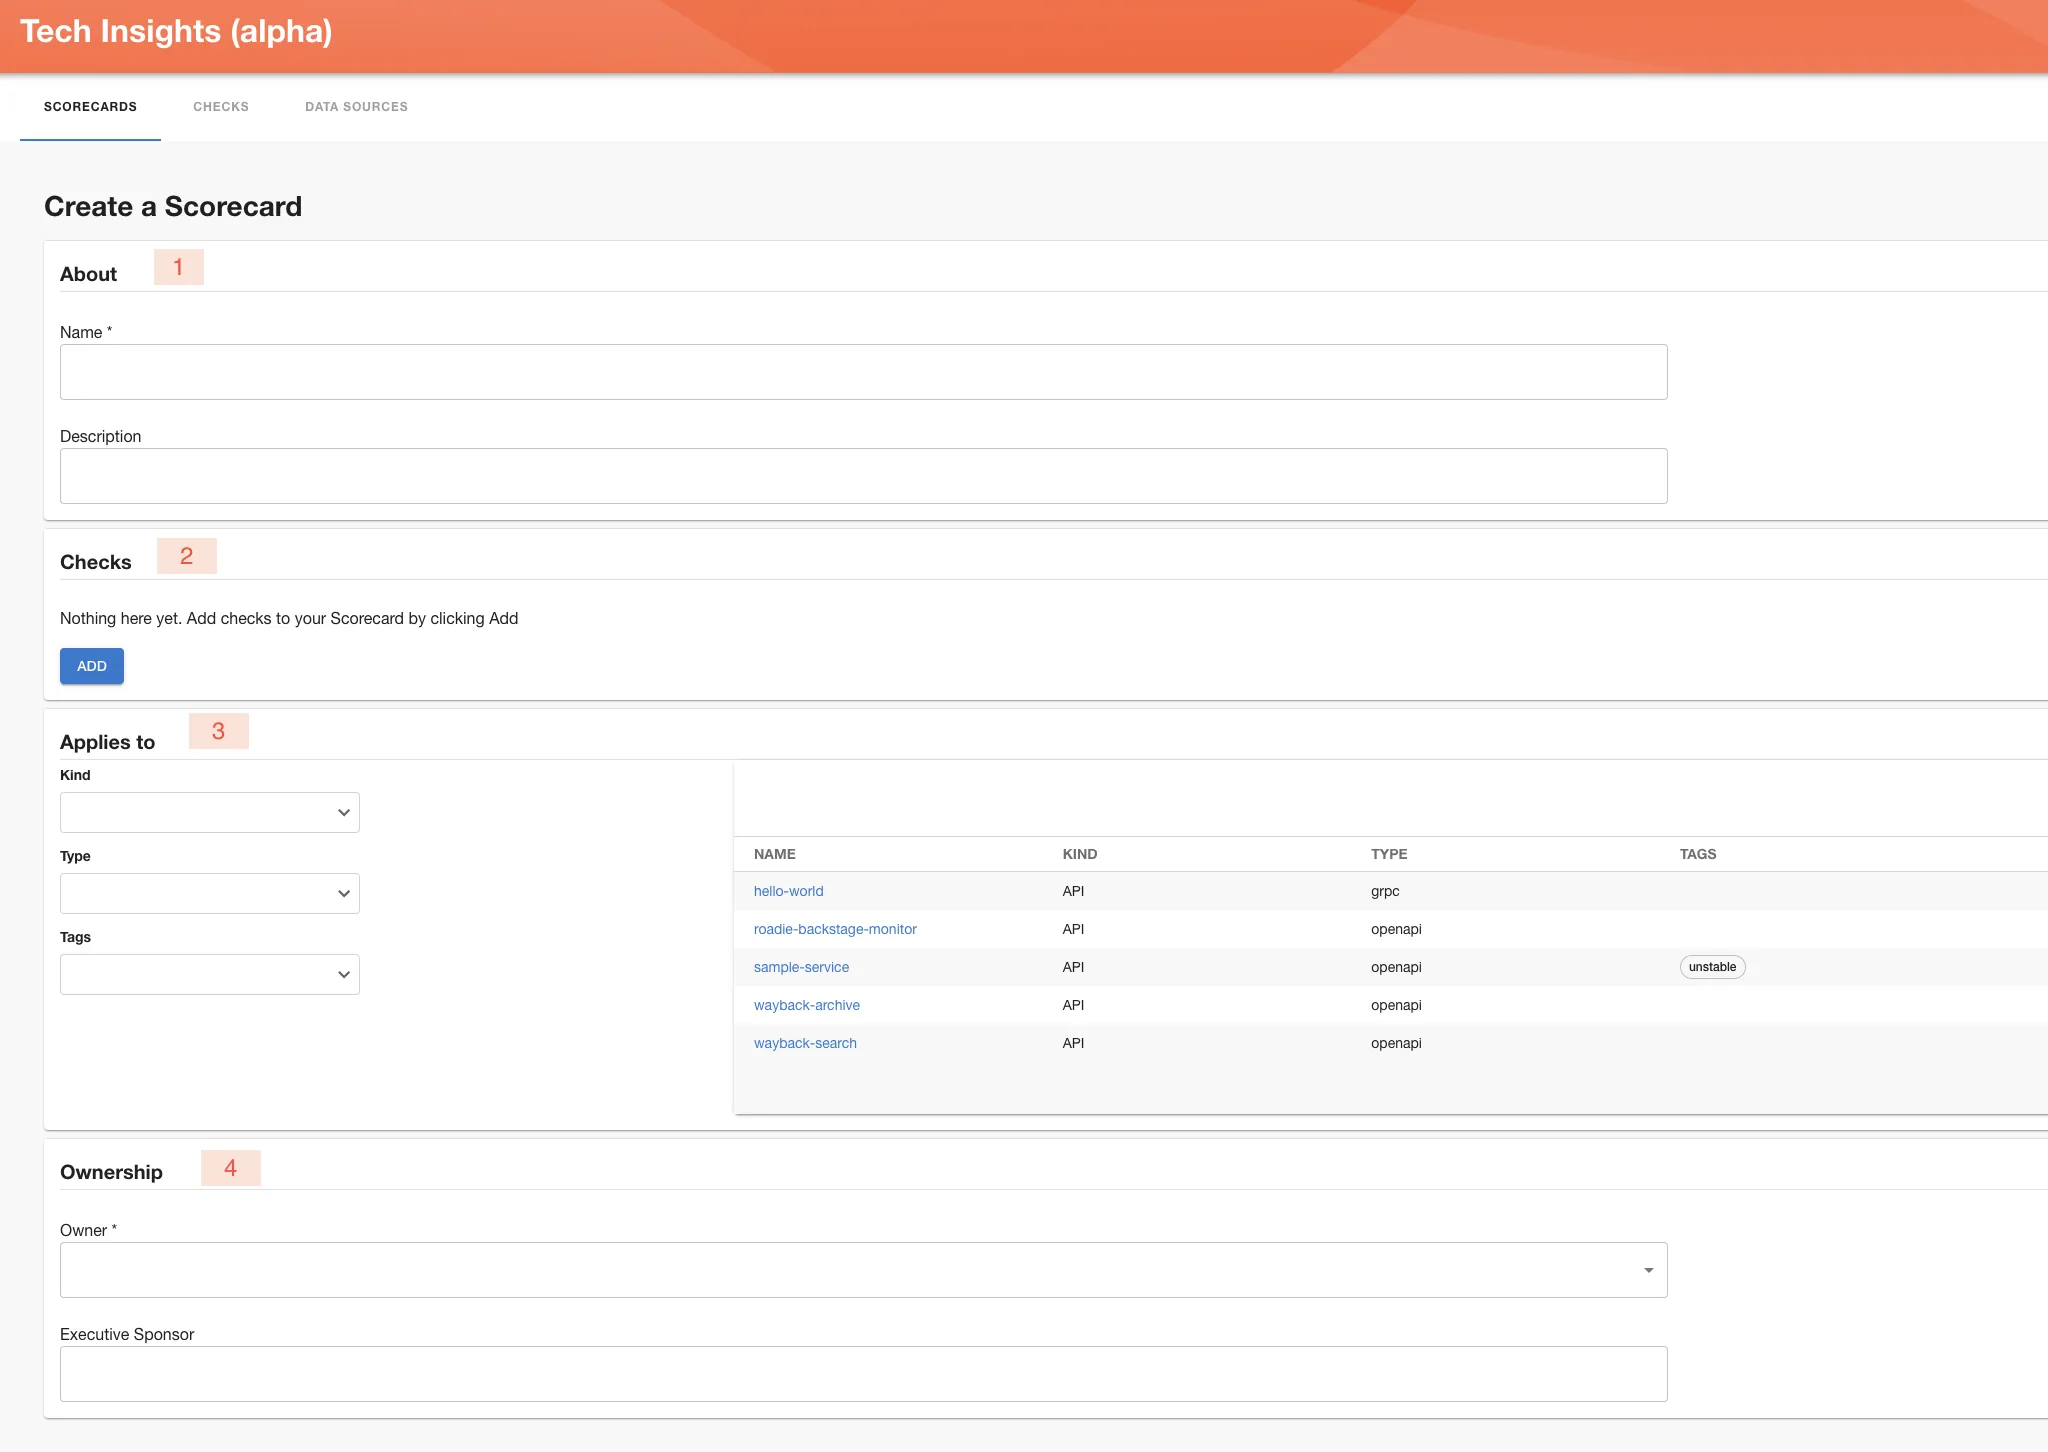 Tech Insights (alpha)
SCORECARDS CHECKS DATA SOURCES
Create a Scorecard
About 1
Name *
Description
Checks 2
Nothing here yet. Add checks to your Scorecard by clicking Add
ADD
Applies to 3
Kind
Type
Tags
NAME KIND TYPE TAGS
hello-world API grpc
roadie-backstage-monitor API openapi
sample-service API openapi unstable
wayback-archive API openapi
wayback-search API openapi
Ownership 4
Owner *
Executive Sponsor